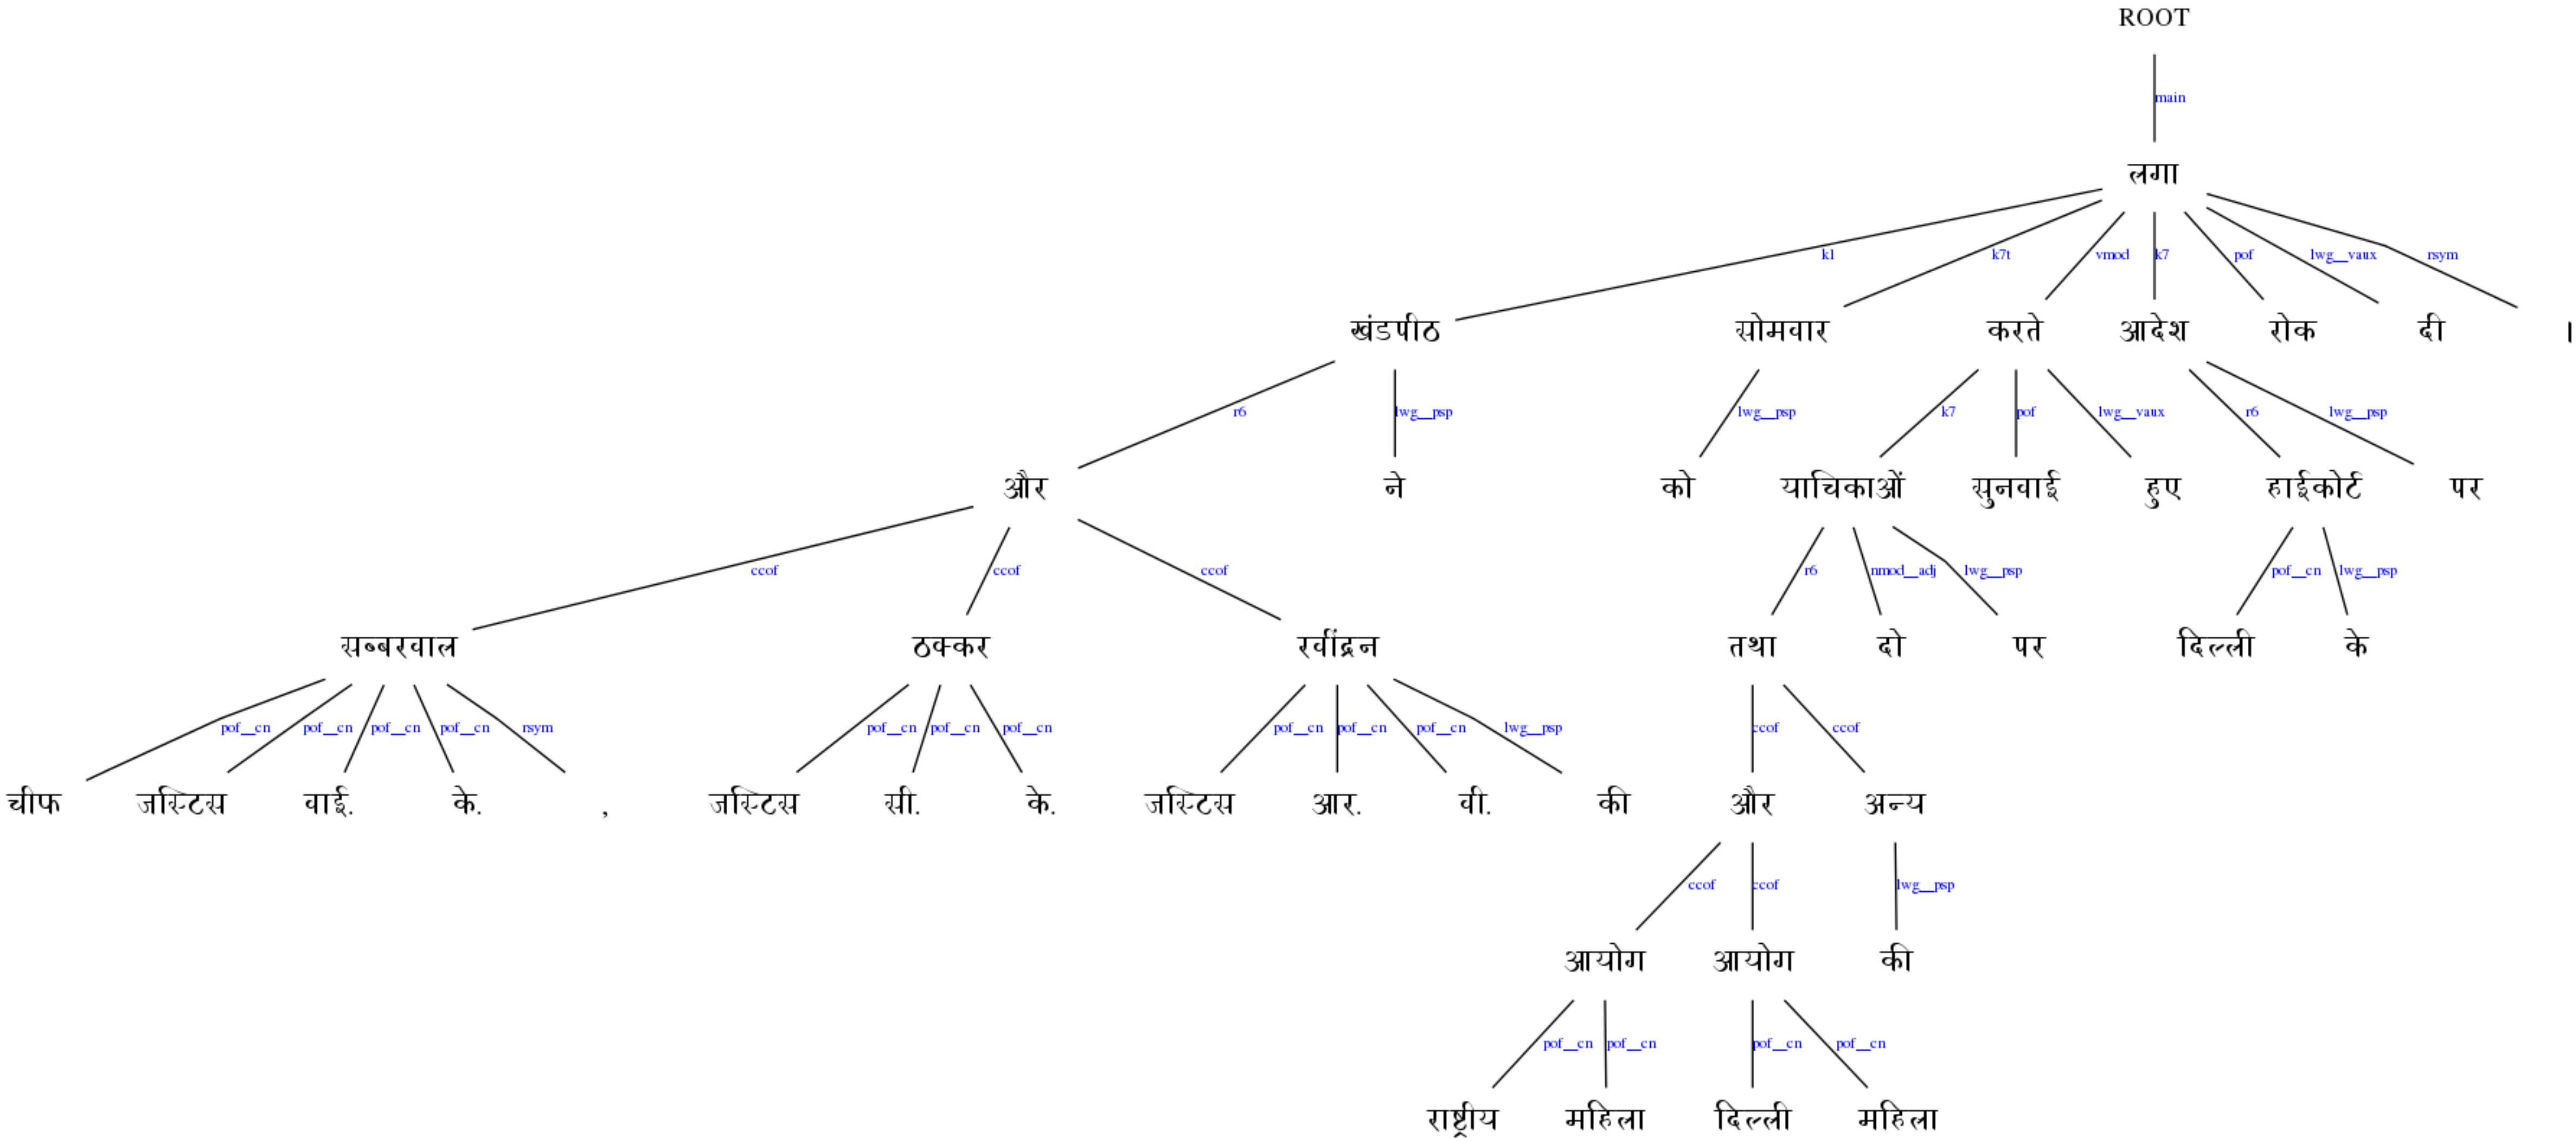 ROOT
main
लगा
k1 k7t vmod k7 pof lwg__vaux rsym
खंडपीठ सोमवार करते आदेश रोक दी ।
r6 lwg__psp lwg__psp k7 pof lwg__vaux r6 lwg__psp
और ने को याचिकाओं सुनवाई हुए हाईकोर्ट पर
ccof ccof ccof r6 nmod__adj lwg__psp pof__cn lwg__psp
सब्बरवाल ठक्कर रवींद्रन तथा दो पर दिल्ली के
pof__cn pof__cn pof__cn pof__cn rsym pof__cn pof__cn pof__cn pof__cn pof__cn pof__cn lwg__psp ccof ccof
चीफ जस्टिस वाई. के. , जस्टिस सी. के. जस्टिस आर. वी. की और अन्य
ccof ccof lwg__psp
आयोग आयोग की
pof__cn pof__cn pof__cn pof__cn
राष्ट्रीय महिला दिल्ली महिला